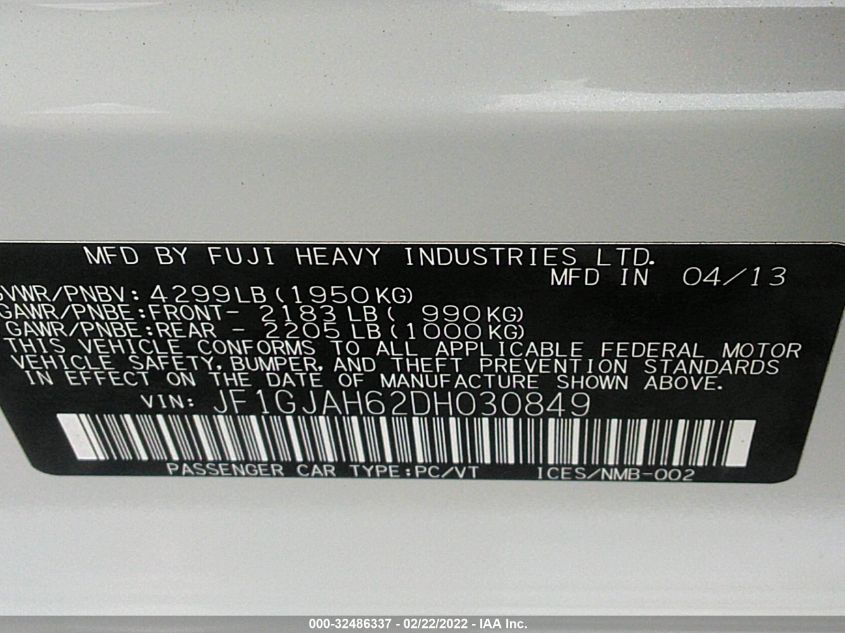 MFD BY FUJI HEAVY INDUSTRIES LTD.
MFD IN 04/13
GVWR/PNBV: 4299LB (1950KG)
GAWR/PNBE:FRONT- 2183 LB( 990KG)
GAWR/PNBE:REAR - 2205 LB(1000KG)
THIS VEHICLE CONFORMS TO ALL APPLICABLE FEDERAL MOTOR
VEHICLE SAFETY, BUMPER, AND THEFT PREVENTION STANDARDS
IN EFFECT ON THE DATE OF MANUFACTURE SHOWN ABOVE.
VIN: JF1GJAH62DH030849
PASSENGER CAR TYPE:PC/VT ICES/NMB-002
000-32486337 - 02/22/2022 - IAA Inc.